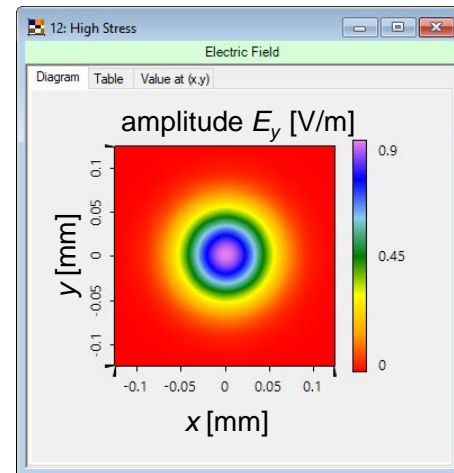 12: High Stress
Electric Field
Diagram Table Value at (x,y)
amplitude E_y [V/m]
0.9
0.45
0
y [mm]
0.1
0.05
0
-0.05
-0.1
-0.1 -0.05 0 0.05 0.1
x [mm]